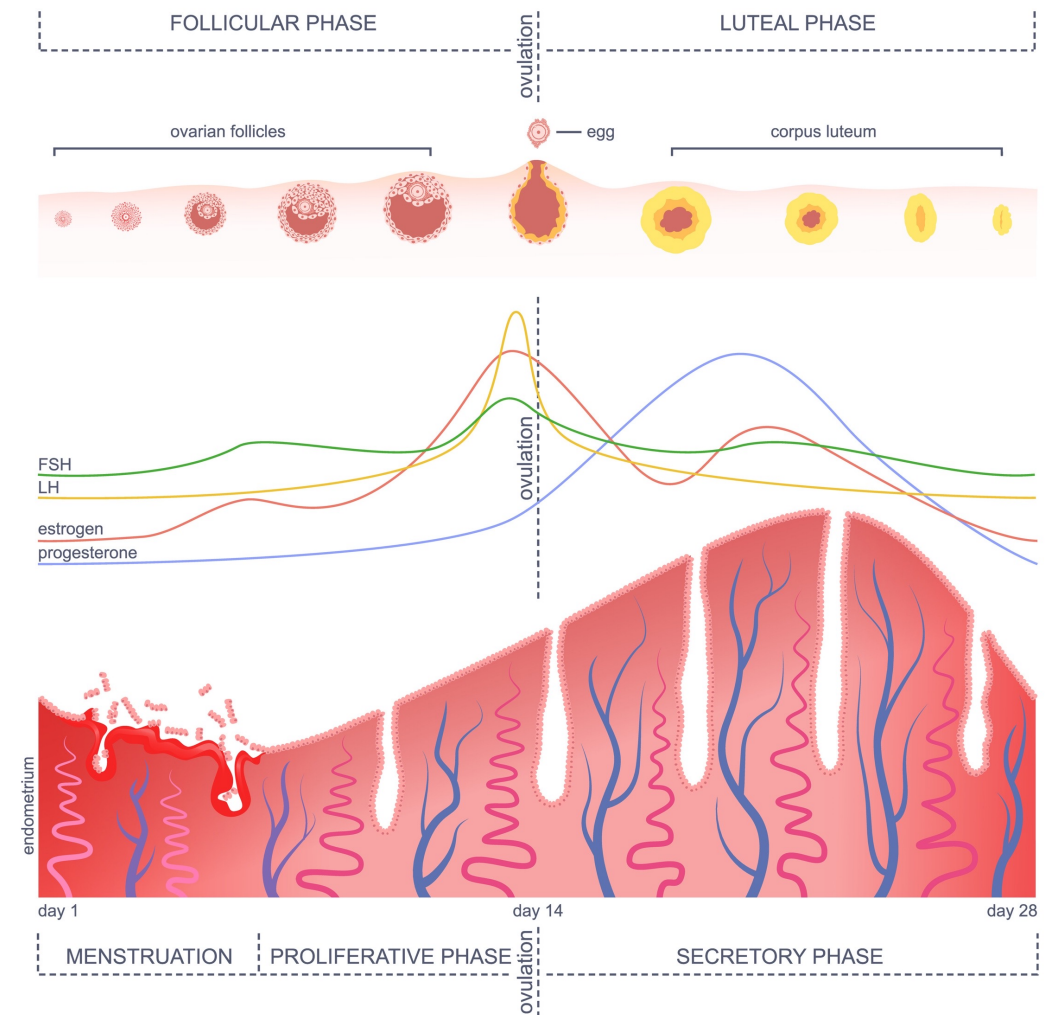 FOLLICULAR PHASE
ovulation
LUTEAL PHASE
ovarian follicles
egg
corpus luteum
FSH
LH
estrogen
progesterone
ovulation
endometrium
day 1
day 14
day 28
MENSTRUATION
PROLIFERATIVE PHASE
ovulation
SECRETORY PHASE